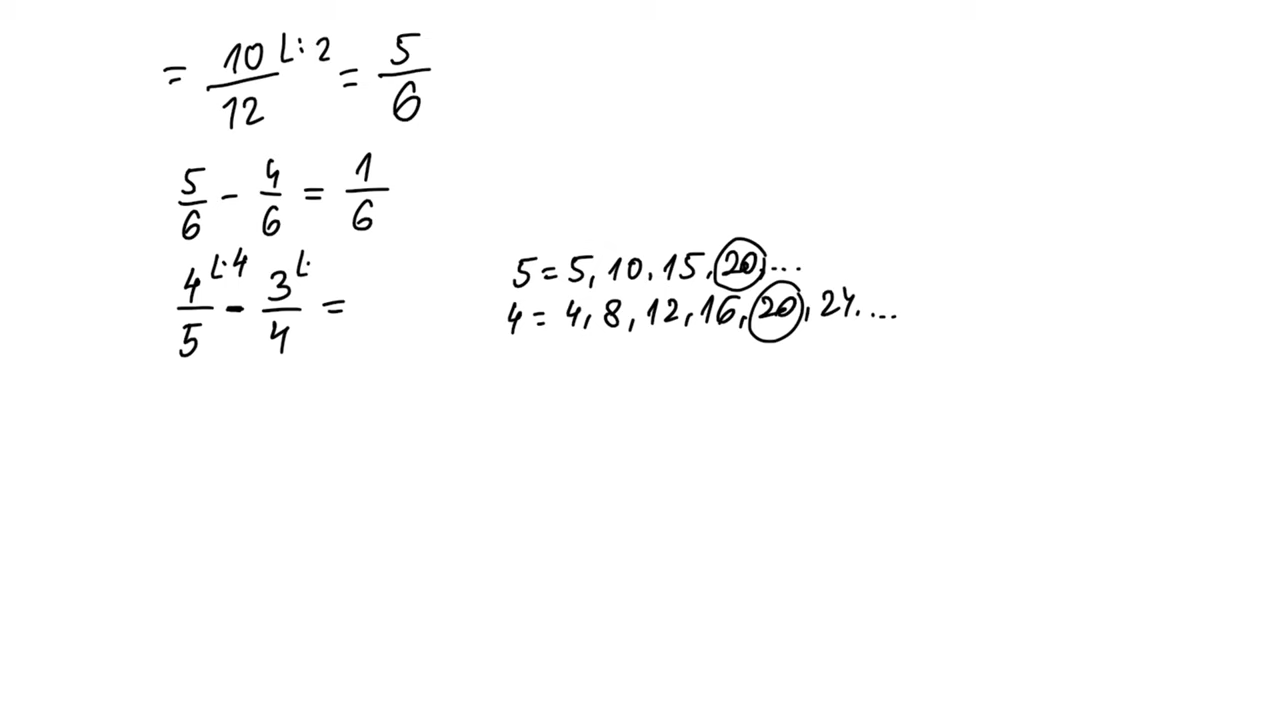 = 10/12 L: 2 = 5/6
5/6 - 4/6 = 1/6
4/5 L·4 - 3/4 L· =
5 = 5, 10, 15, 20, ...
4 = 4, 8, 12, 16, 20, 24. ...